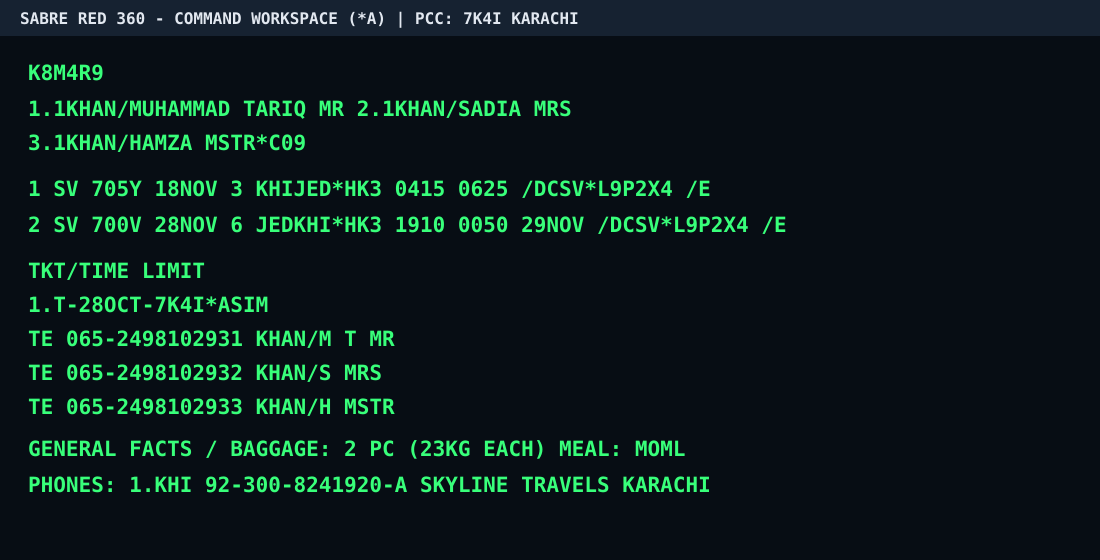 SABRE RED 360 - COMMAND WORKSPACE (*A) | PCC: 7K4I KARACHI
K8M4R9
1.1KHAN/MUHAMMAD TARIQ MR 2.1KHAN/SADIA MRS
3.1KHAN/HAMZA MSTR*C09
1 SV 705Y 18NOV 3 KHIJED*HK3 0415 0625 /DCSV*L9P2X4 /E
2 SV 700V 28NOV 6 JEDKHI*HK3 1910 0050 29NOV /DCSV*L9P2X4 /E
TKT/TIME LIMIT
1.T-28OCT-7K4I*ASIM
TE 065-2498102931 KHAN/M T MR
TE 065-2498102932 KHAN/S MRS
TE 065-2498102933 KHAN/H MSTR
GENERAL FACTS / BAGGAGE: 2 PC (23KG EACH) MEAL: MOML
PHONES: 1.KHI 92-300-8241920-A SKYLINE TRAVELS KARACHI